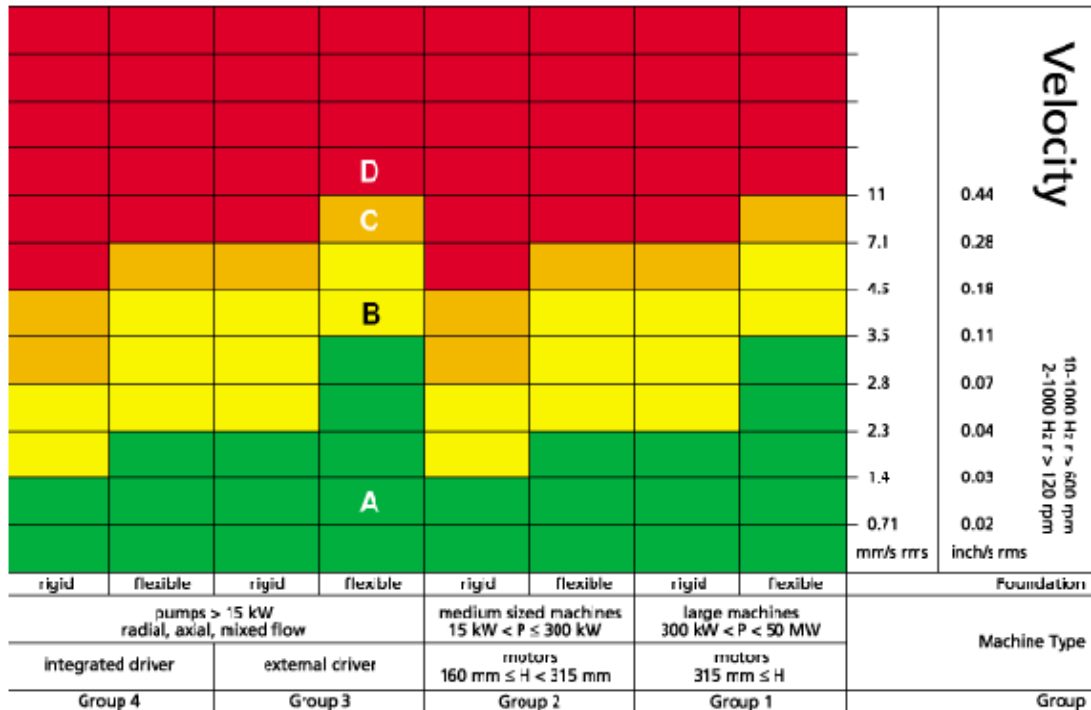 D
C
B
A
Velocity
10-1000 Hz r > 600 rpm
2-1000 Hz r > 120 rpm
11 0.44
7.1 0.28
4.5 0.18
3.5 0.11
2.8 0.07
2.3 0.04
1.4 0.03
0.71 0.02
mm/s rms inch/s rms
rigid flexible rigid flexible rigid flexible rigid flexible Foundation
pumps > 15 kW
radial, axial, mixed flow
medium sized machines
15 kW < P ≤ 300 kW
large machines
300 kW < P < 50 MW
Machine Type
integrated driver external driver
motors
160 mm ≤ H < 315 mm
motors
315 mm ≤ H
Group 4 Group 3 Group 2 Group 1 Group